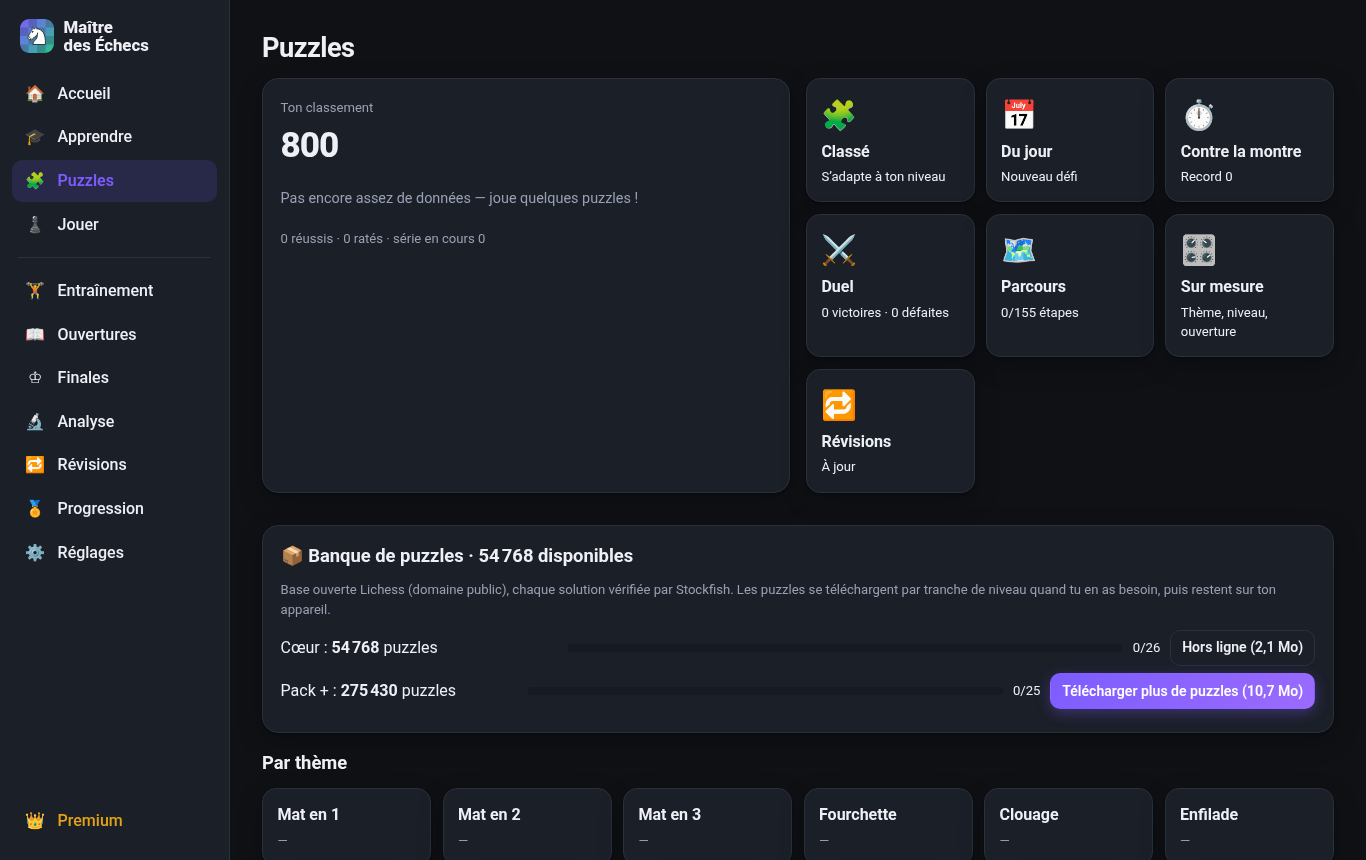 Maître
des Échecs
Accueil
Apprendre
Puzzles
Jouer
Entraînement
Ouvertures
Finales
Analyse
Révisions
Progression
Réglages
Premium
Puzzles
Ton classement
800
Pas encore assez de données — joue quelques puzzles !
0 réussis · 0 ratés · série en cours 0
Classé
S’adapte à ton niveau
July
17
Du jour
Nouveau défi
Contre la montre
Record 0
Duel
0 victoires · 0 défaites
Parcours
0/155 étapes
Sur mesure
Thème, niveau,
ouverture
Révisions
À jour
Banque de puzzles · 54 768 disponibles
Base ouverte Lichess (domaine public), chaque solution vérifiée par Stockfish. Les puzzles se téléchargent par tranche de niveau quand tu en as besoin, puis restent sur ton
appareil.
Cœur : 54 768 puzzles 0/26 Hors ligne (2,1 Mo)
Pack + : 275 430 puzzles 0/25 Télécharger plus de puzzles (10,7 Mo)
Par thème
Mat en 1
—
Mat en 2
—
Mat en 3
—
Fourchette
—
Clouage
—
Enfilade
—